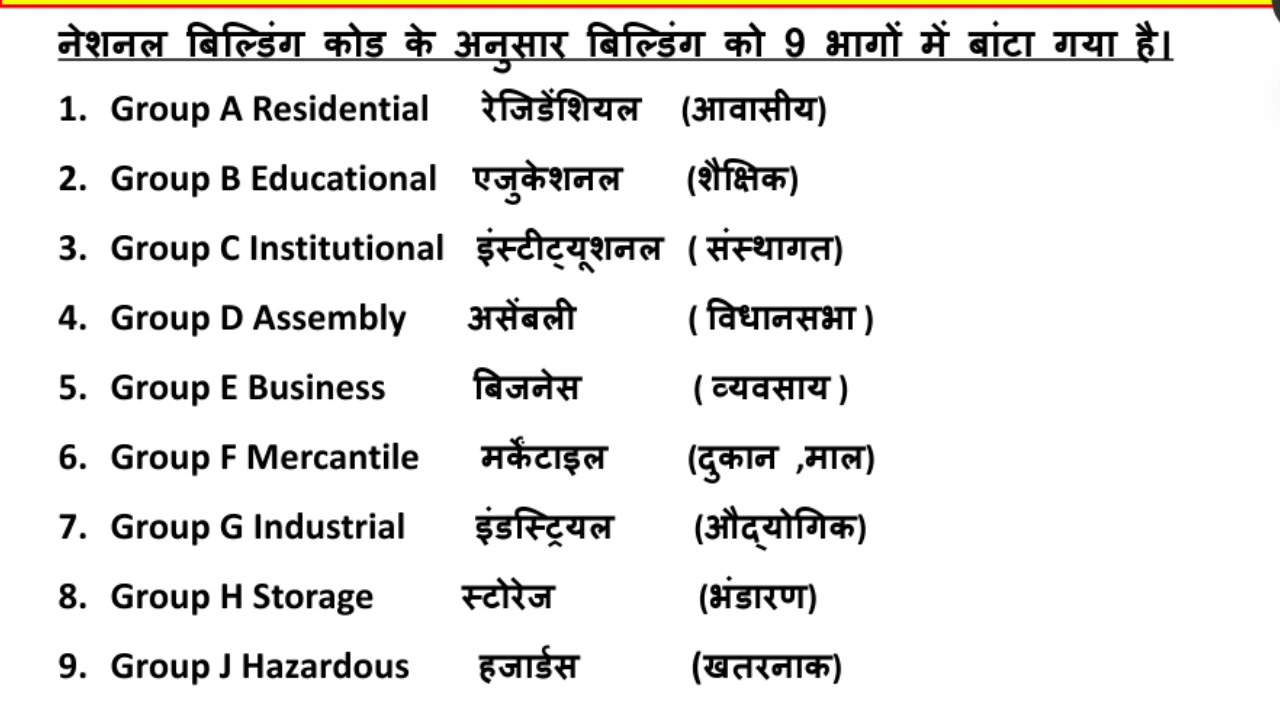 नेशनल बिल्डिंग कोड के अनुसार बिल्डिंग को 9 भागों में बांटा गया है।
1. Group A Residential रेजिडेंशियल (आवासीय)
2. Group B Educational एजुकेशनल (शैक्षिक)
3. Group C Institutional इंस्टीट्यूशनल ( संस्थागत)
4. Group D Assembly असेंबली ( विधानसभा )
5. Group E Business बिजनेस ( व्यवसाय )
6. Group F Mercantile मर्केंटाइल (दुकान ,माल)
7. Group G Industrial इंडस्ट्रियल (औद्योगिक)
8. Group H Storage स्टोरेज (भंडारण)
9. Group J Hazardous हजार्डस (खतरनाक)